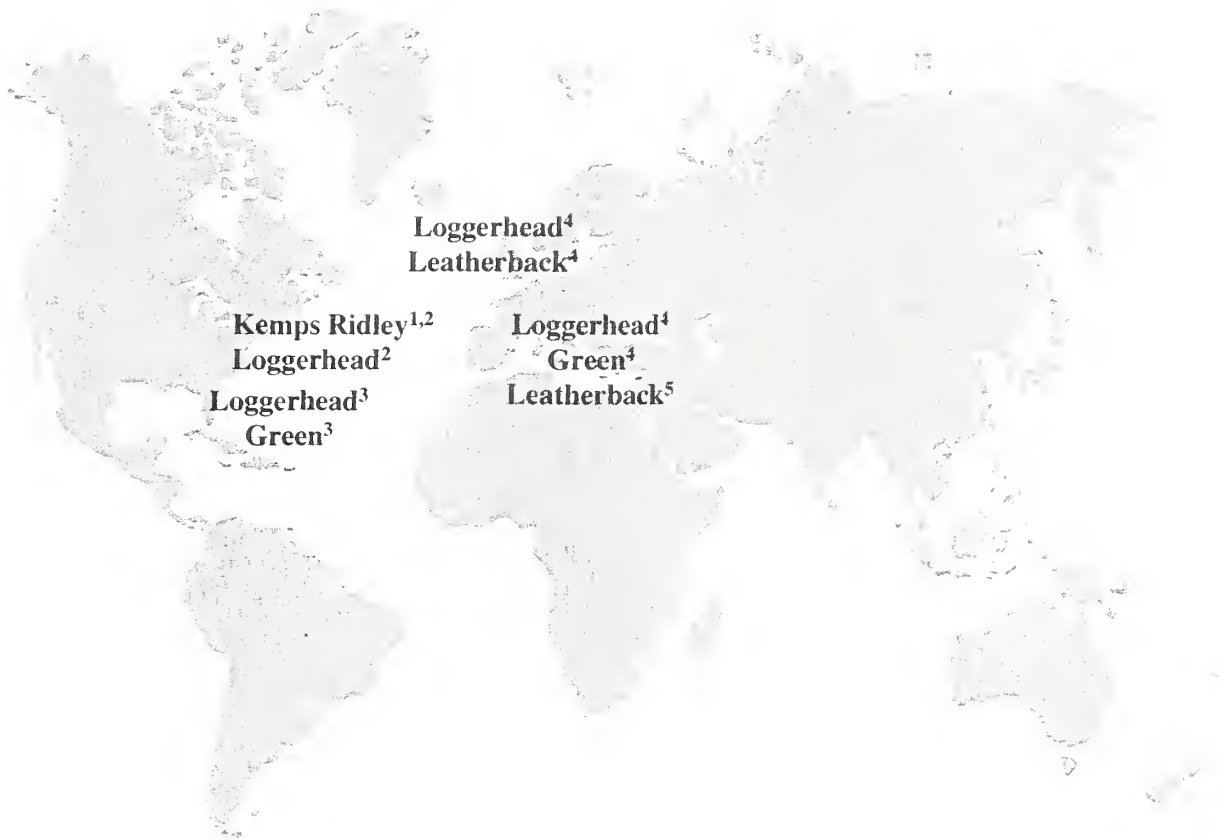 Loggerhead⁴
Leatherback⁴
Kemps Ridley¹,²
Loggerhead²
Loggerhead³
Green³
Loggerhead⁴
Green⁴
Leatherback⁵